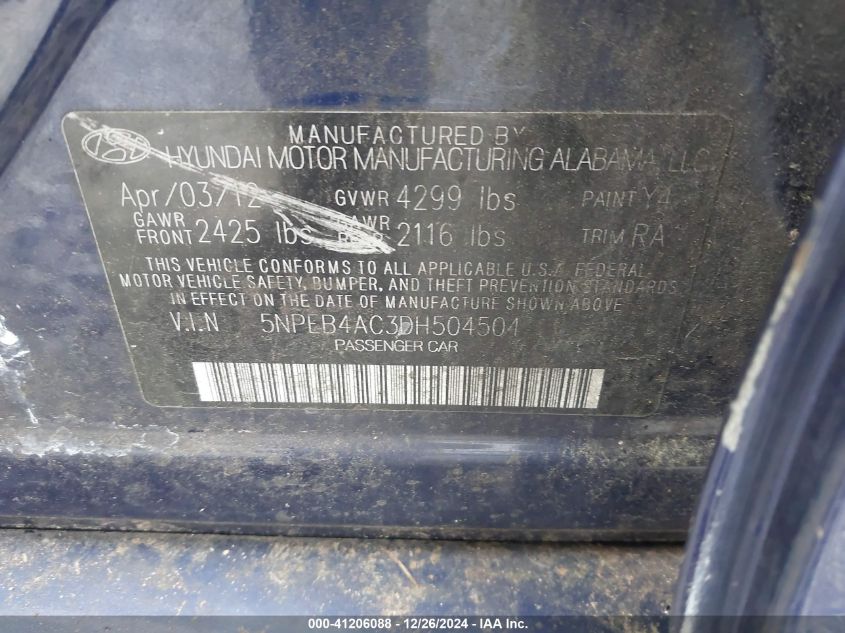 MANUFACTURED BY
HYUNDAI MOTOR MANUFACTURING ALABAMA, LLC
Apr/03/12 GVWR 4299 lbs PAINT Y4
GAWR FRONT 2425 lbs GAWR REAR 2116 lbs TRIM RA
THIS VEHICLE CONFORMS TO ALL APPLICABLE U.S.A. FEDERAL
MOTOR VEHICLE SAFETY, BUMPER, AND THEFT PREVENTION STANDARDS
IN EFFECT ON THE DATE OF MANUFACTURE SHOWN ABOVE
V.I.N 5NPEB4AC3DH504504
PASSENGER CAR
000-41206088 - 12/26/2024 - IAA Inc.